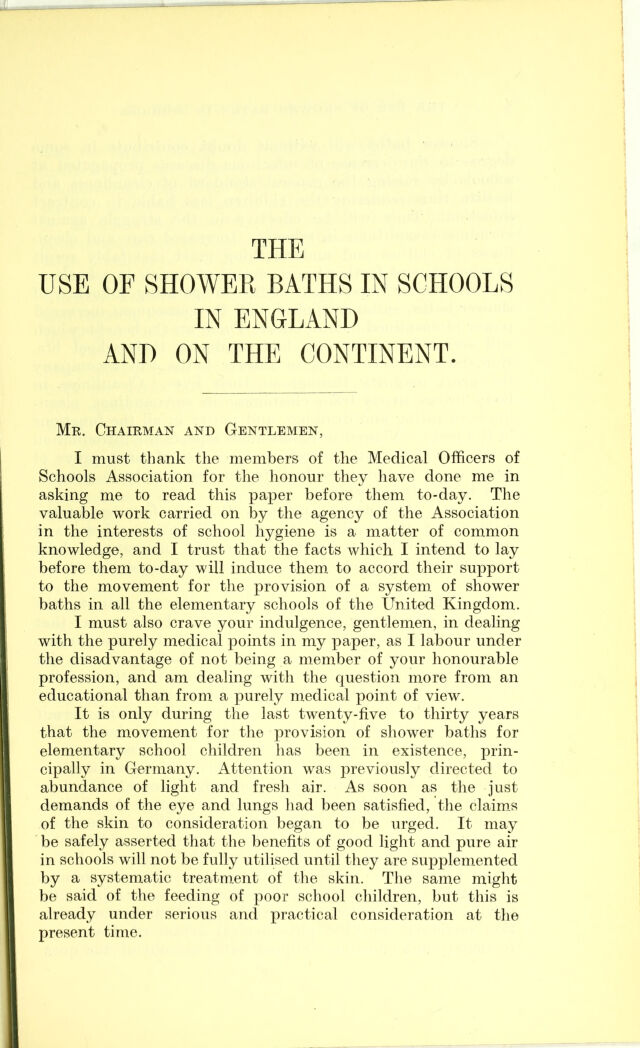 THE
USE OF SHOWER BATHS IN SCHOOLS
IN ENGLAND
AND ON THE CONTINENT.
Mr. Chairman and Gentlemen,
I must thank the members of the Medical Officers of
Schools Association for the honour they have done me in
asking me to read this paper before them to-day. The
valuable work carried on by the agency of the Association
in the interests of school hygiene is a matter of common
knowledge, and I trust that the facts which I intend to lay
before them to-day will induce them to accord their support
to the movement for the provision of a system of shower
baths in all the elementary schools of the United Kingdom.
I must also crave your indulgence, gentlemen, in dealing
with the purely medical points in my paper, as I labour under
the disadvantage of not being a member of your honourable
profession, and am dealing with the question more from an
educational than from a purely medical point of view.
It is only during the last twenty-five to thirty years
that the movement for the provision of shower baths for
elementary school children has been in existence, prin-
cipally in Germany. Attention was previously directed to
abundance of light and fresh air. As soon as the just
demands of the eye and lungs had been satisfied, the claims
of the skin to consideration began to be urged. It may
be safely asserted that the benefits of good light and pure air
in schools will not be fully utilised until they are supplemented
by a systematic treatment of the skin. The same might
be said of the feeding of poor school children, but this is
already under serious and practical consideration at the
present time.